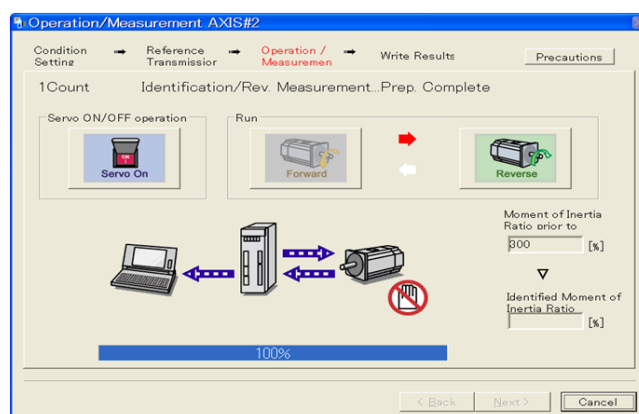 Operation/Measurement AXIS#2
Condition Setting
Reference Transmissior
Operation / Measuremen
Write Results
Precautions
1Count
Identification/Rev. Measurement...Prep. Complete
Servo ON/OFF operation
Run
Servo On
Forward
Reverse
Moment of Inertia
Ratio prior to
300 [%]
Identified Moment of
Inertia Ratio
[%]
100%
< Back
Next >
Cancel